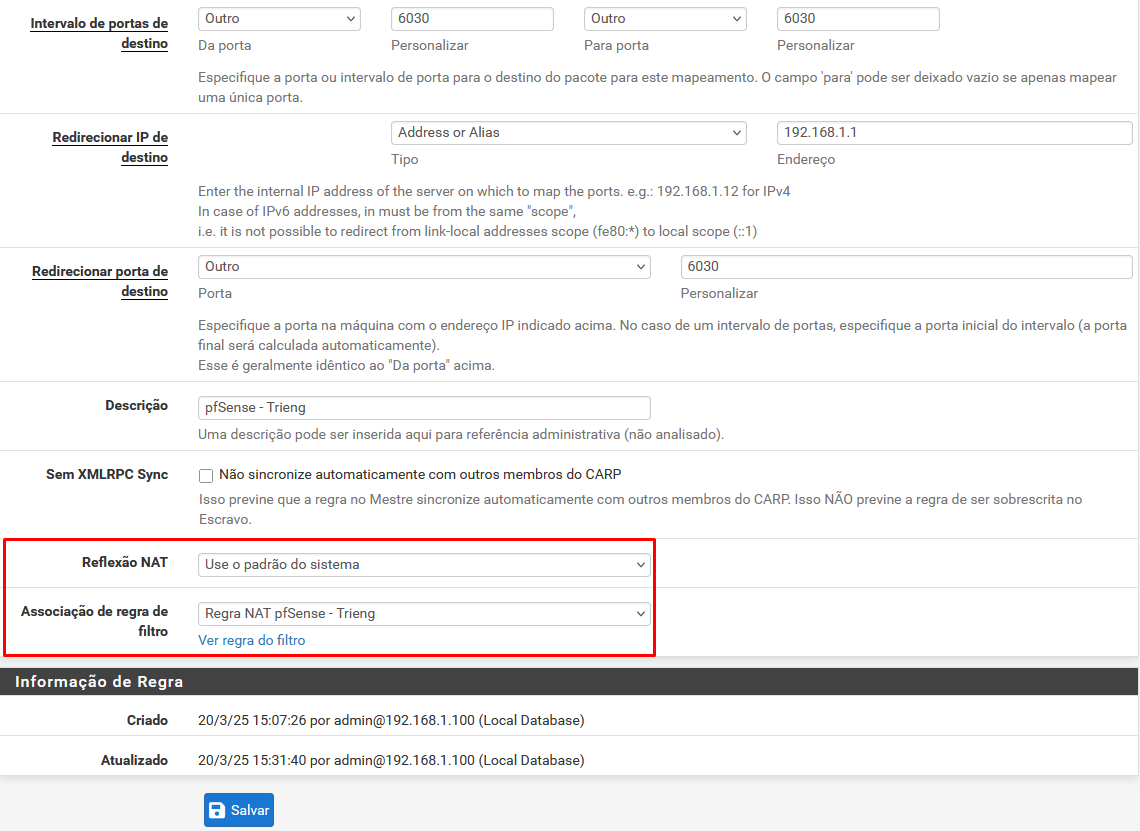 Intervalo de portas de destino
Outro 6030 Outro 6030
Da porta Personalizar Para porta Personalizar
Especifique a porta ou intervalo de porta para o destino do pacote para este mapeamento. O campo 'para' pode ser deixado vazio se apenas mapear
uma única porta.
Redirecionar IP de destino
Address or Alias 192.168.1.1
Tipo Endereço
Enter the internal IP address of the server on which to map the ports. e.g.: 192.168.1.12 for IPv4
In case of IPv6 addresses, in must be from the same "scope",
i.e. it is not possible to redirect from link-local addresses scope (fe80:*) to local scope (::1)
Redirecionar porta de destino
Outro 6030
Porta Personalizar
Especifique a porta na máquina com o endereço IP indicado acima. No caso de um intervalo de portas, especifique a porta inicial do intervalo (a porta
final será calculada automaticamente).
Esse é geralmente idêntico ao "Da porta" acima.
Descrição pfSense - Trieng
Uma descrição pode ser inserida aqui para referência administrativa (não analisado).
Sem XMLRPC Sync Não sincronize automaticamente com outros membros do CARP
Isso previne que a regra no Mestre sincronize automaticamente com outros membros do CARP. Isso NÃO previne a regra de ser sobrescrita no
Escravo.
Reflexão NAT Use o padrão do sistema
Associação de regra de filtro
Regra NAT pfSense - Trieng
Ver regra do filtro
Informação de Regra
Criado 20/3/25 15:07:26 por admin@192.168.1.100 (Local Database)
Atualizado 20/3/25 15:31:40 por admin@192.168.1.100 (Local Database)
Salvar